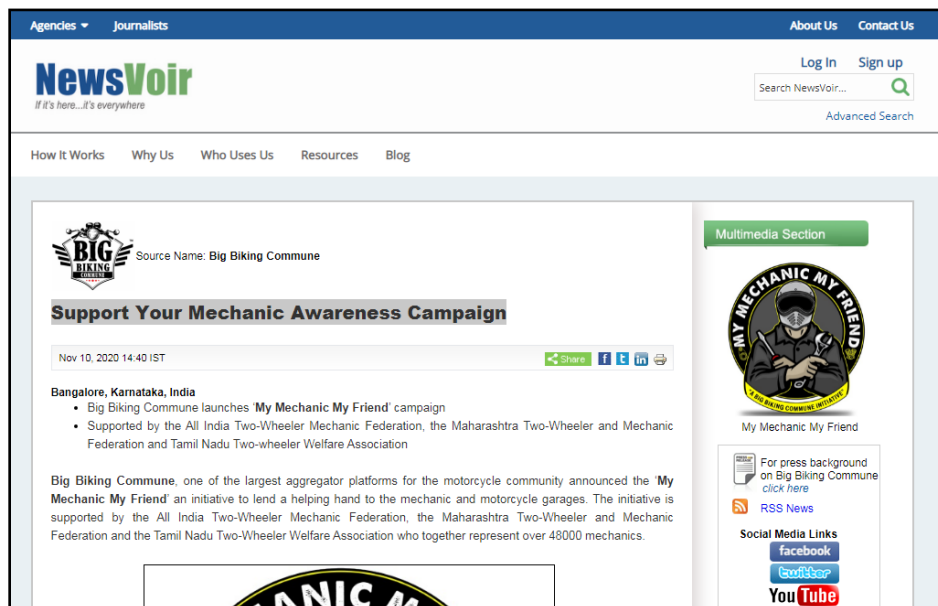 Agencies Journalists About Us Contact Us
NewsVoir
If it's here...it's everywhere
Log In Sign up
Search NewsVoir...
Advanced Search
How It Works Why Us Who Uses Us Resources Blog
BIG
BIKING
COMMUNE
Source Name: Big Biking Commune
Support Your Mechanic Awareness Campaign
Nov 10, 2020 14:40 IST
Share
Bangalore, Karnataka, India
• Big Biking Commune launches 'My Mechanic My Friend' campaign
• Supported by the All India Two-Wheeler Mechanic Federation, the Maharashtra Two-Wheeler and Mechanic
Federation and Tamil Nadu Two-wheeler Welfare Association
Big Biking Commune, one of the largest aggregator platforms for the motorcycle community announced the 'My
Mechanic My Friend' an initiative to lend a helping hand to the mechanic and motorcycle garages. The initiative is
supported by the All India Two-Wheeler Mechanic Federation, the Maharashtra Two-Wheeler and Mechanic
Federation and the Tamil Nadu Two-Wheeler Welfare Association who together represent over 48000 mechanics.
Multimedia Section
MY MECHANIC MY FRIEND
"A BIG BIKING COMMUNE INITIATIVE"
My Mechanic My Friend
For press background
on Big Biking Commune
click here
RSS News
Social Media Links
facebook
twitter
YouTube